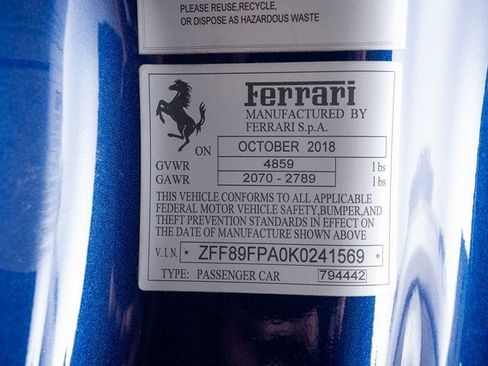 PLEASE REUSE,RECYCLE,
OR DISPOSE AS HAZARDOUS WASTE
Ferrari
MANUFACTURED BY
FERRARI S.p.A.
ON OCTOBER 2018
GVWR 4859 lbs
GAWR 2070 - 2789 lbs
THIS VEHICLE CONFORMS TO ALL APPLICABLE
FEDERAL MOTOR VEHICLE SAFETY,BUMPER,AND
THEFT PREVENTION STANDARDS IN EFFECT ON
THE DATE OF MANUFACTURE SHOWN ABOVE
V.I.N. * ZFF89FPA0K0241569 *
TYPE: PASSENGER CAR 794442